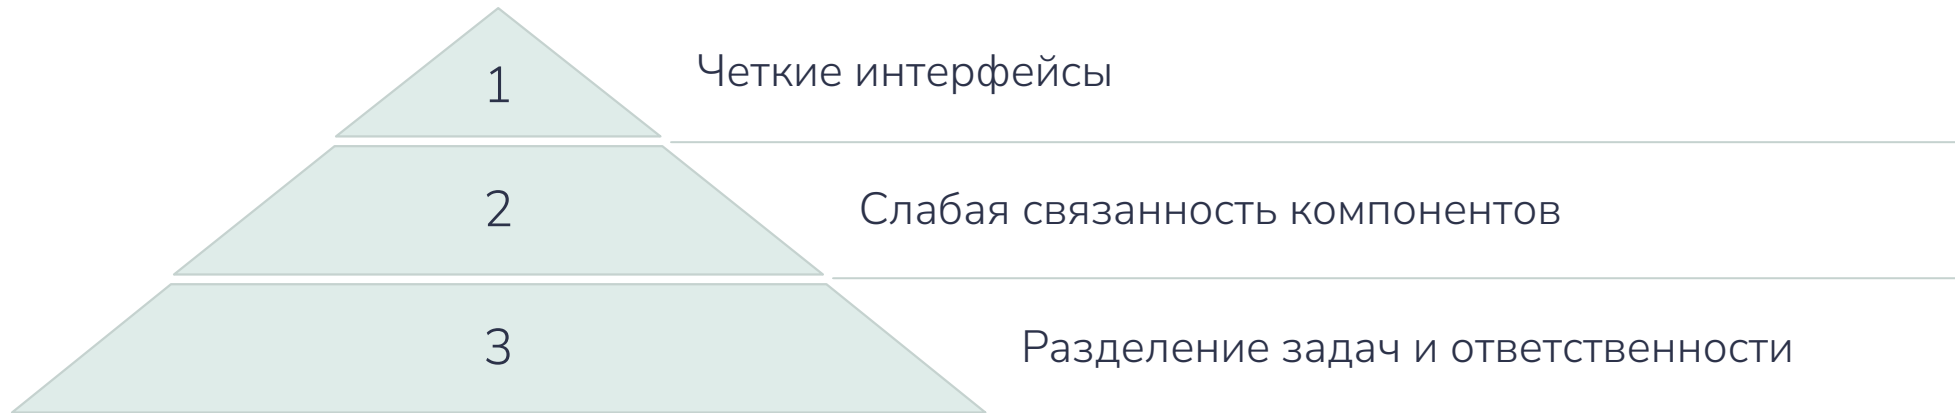 1
Четкие интерфейсы
2
Слабая связанность компонентов
3
Разделение задач и ответственности